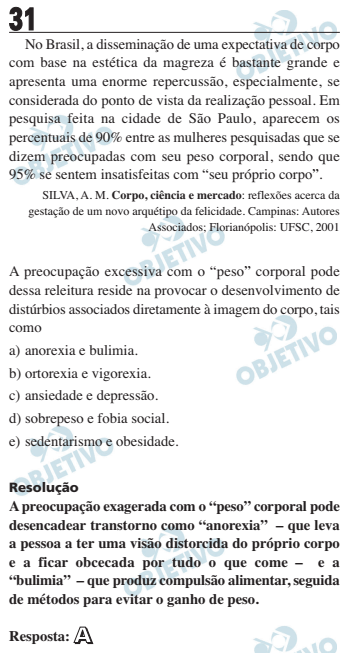 31
No Brasil, a disseminação de uma expectativa de corpo
com base na estética da magreza é bastante grande e
apresenta uma enorme repercussão, especialmente, se
considerada do ponto de vista da realização pessoal. Em
pesquisa feita na cidade de São Paulo, aparecem os
percentuais de 90% entre as mulheres pesquisadas que se
dizem preocupadas com seu peso corporal, sendo que
95% se sentem insatisfeitas com “seu próprio corpo”.
SILVA, A. M. Corpo, ciência e mercado: reflexões acerca da
gestação de um novo arquétipo da felicidade. Campinas: Autores
Associados; Florianópolis: UFSC, 2001
A preocupação excessiva com o “peso” corporal pode
dessa releitura reside na provocar o desenvolvimento de
distúrbios associados diretamente à imagem do corpo, tais
como
a) anorexia e bulimia.
b) ortorexia e vigorexia.
c) ansiedade e depressão.
d) sobrepeso e fobia social.
e) sedentarismo e obesidade.
Resolução
A preocupação exagerada com o “peso” corporal pode
desencadear transtorno como “anorexia” – que leva
a pessoa a ter uma visão distorcida do próprio corpo
e a ficar obcecada por tudo o que come – e a
“bulimia” – que produz compulsão alimentar, seguida
de métodos para evitar o ganho de peso.
Resposta: A
OBJETIVO
OBJETIVO
OBJETIVO
OBJETIVO
OBJETIVO
OBJETIVO